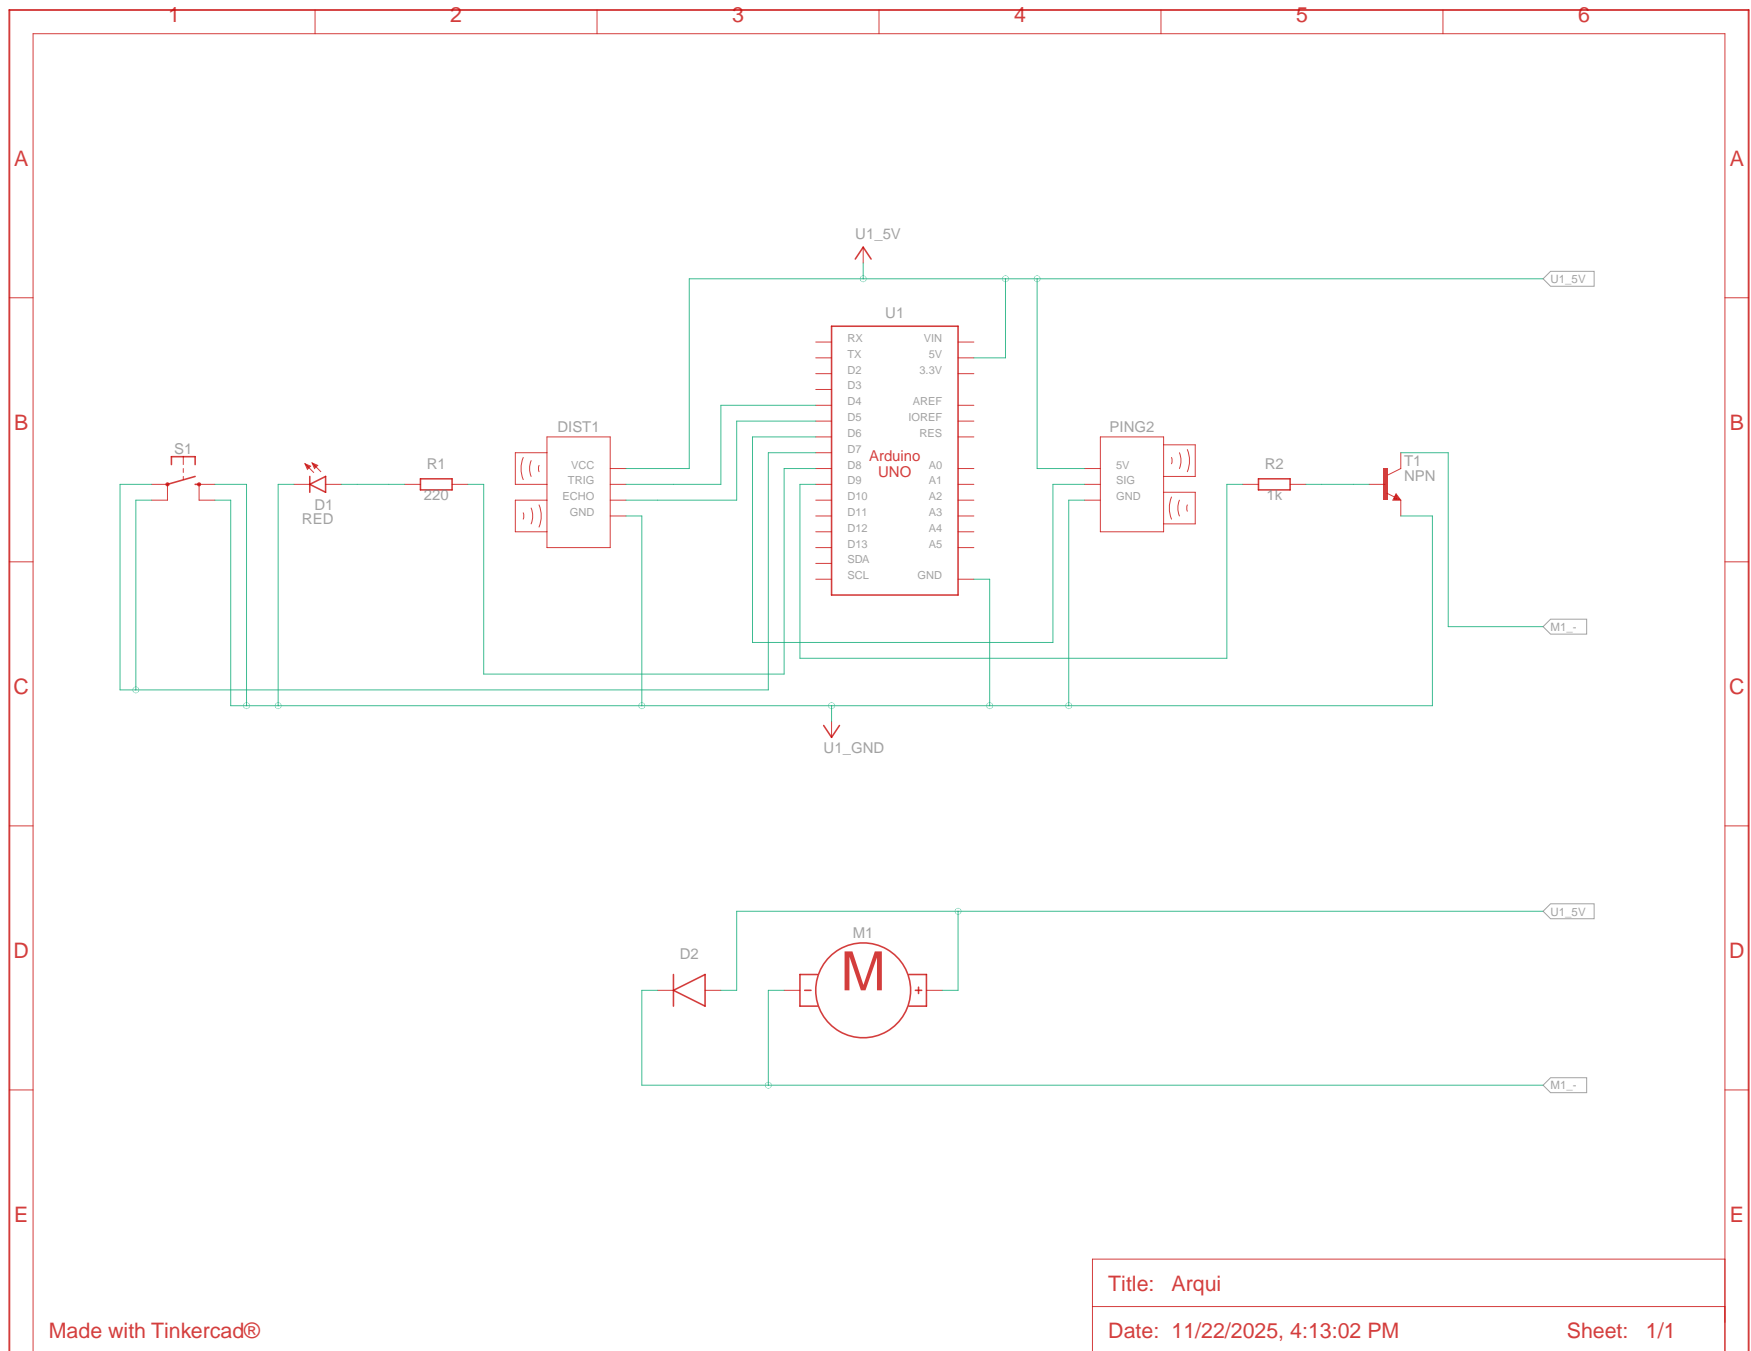 1 2 3 4 5 6
A A
U1_5V
U1_5V
U1
RX VIN
TX 5V
D2 3.3V
D3
D4 AREF
D5 IOREF
D6 RES
D7
D8 A0
D9 A1
D10 A2
D11 A3
D12 A4
D13 A5
SDA
SCL GND
Arduino
UNO
B B
S1
D1
RED
R1
220
DIST1
VCC
TRIG
ECHO
GND
PING2
5V
SIG
GND
R2
1k
T1
NPN
M1_-
C C
U1_GND
U1_5V
D D
D2
M1
M
- +
M1_-
E E
Title: Arqui
Made with Tinkercad®
Date: 11/22/2025, 4:13:02 PM Sheet: 1/1